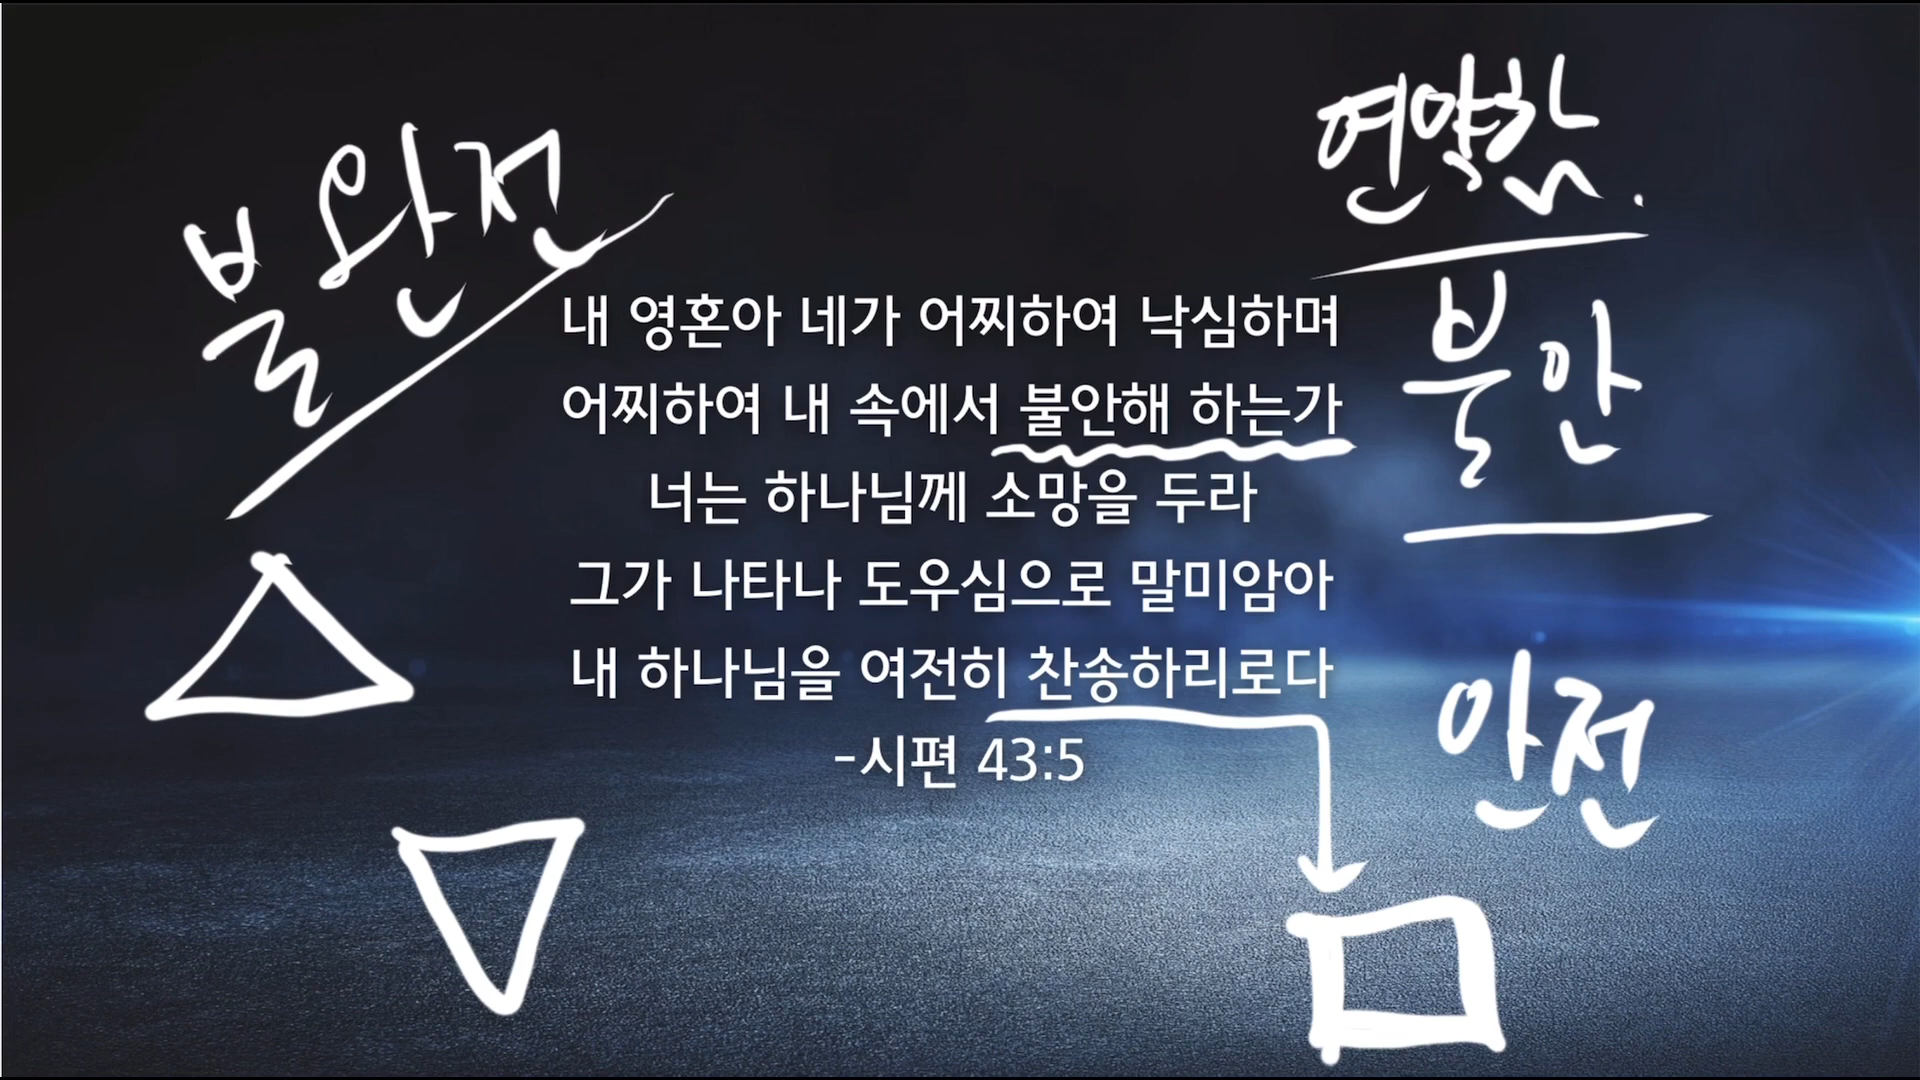 연약함.
불완전
불안
내 영혼아 네가 어찌하여 낙심하며
어찌하여 내 속에서 불안해 하는가
너는 하나님께 소망을 두라
그가 나타나 도우심으로 말미암아
내 하나님을 여전히 찬송하리로다
-시편 43:5
안전